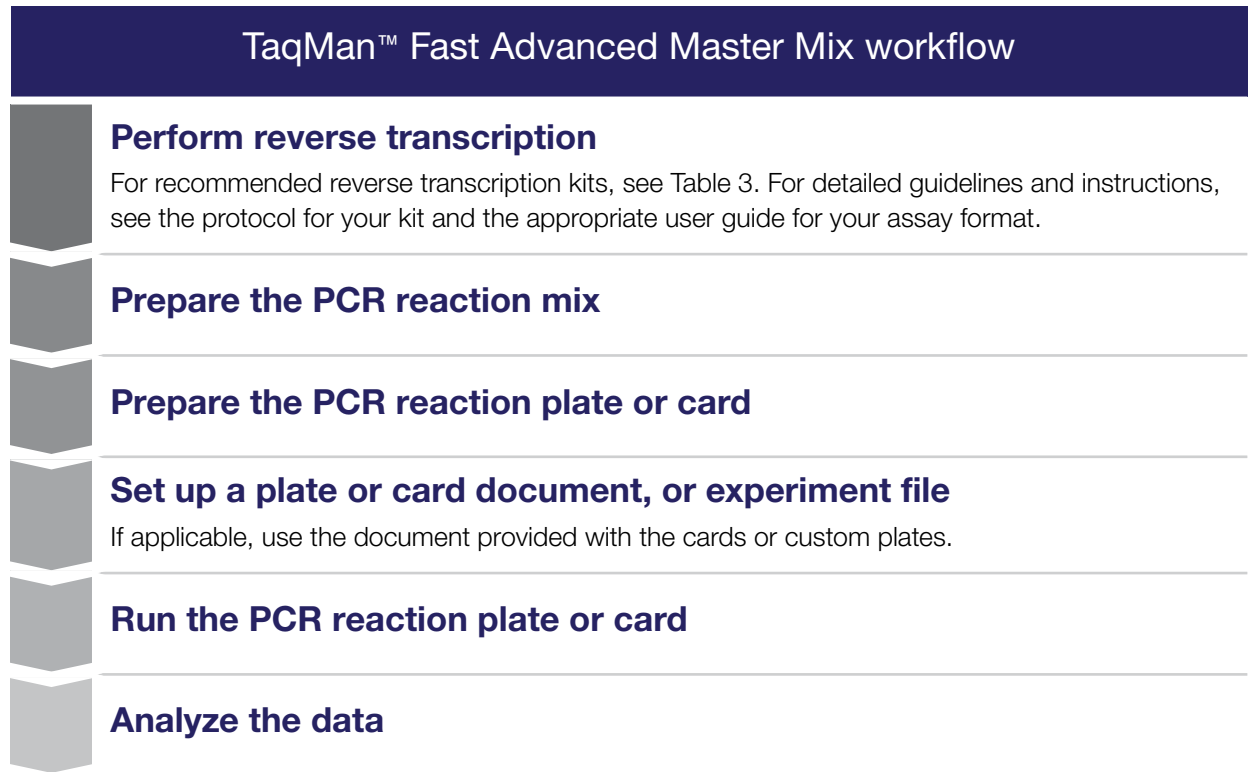 TaqMan™ Fast Advanced Master Mix workflow
Perform reverse transcription
For recommended reverse transcription kits, see Table 3. For detailed guidelines and instructions,
see the protocol for your kit and the appropriate user guide for your assay format.
Prepare the PCR reaction mix
Prepare the PCR reaction plate or card
Set up a plate or card document, or experiment file
If applicable, use the document provided with the cards or custom plates.
Run the PCR reaction plate or card
Analyze the data